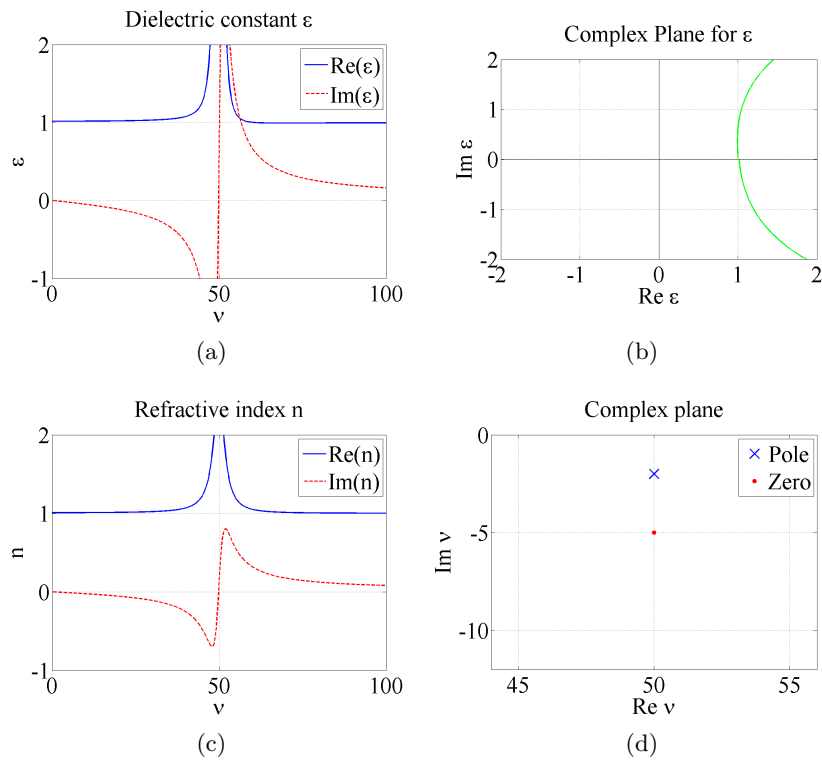 Dielectric constant ε
2
1
0
-1
ε
Re(ε)
Im(ε)
0
50
100
ν
(a)
Complex Plane for ε
2
1
0
-1
-2
Im ε
-2
-1
0
1
2
Re ε
(b)
Refractive index n
2
1
0
-1
n
Re(n)
Im(n)
0
50
100
ν
(c)
Complex plane
0
-5
-10
Im ν
Pole
Zero
45
50
55
Re ν
(d)